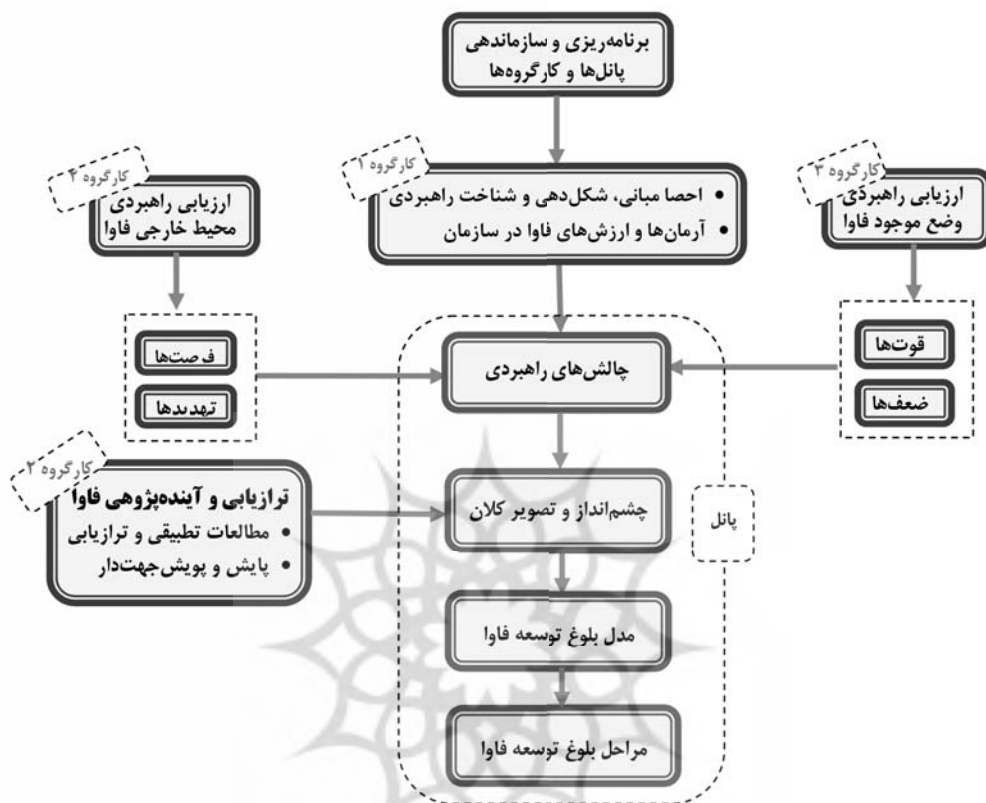 برنامه‌ریزی و سازماندهی
پانل‌ها و کارگروه‌ها
کارگروه ۱
• احصا مبانی، شکل‌دهی و شناخت راهبردی
• آرمان‌ها و ارزش‌های فاوا در سازمان
کارگروه ۳
ارزیابی راهبردی
وضع موجود فاوا
کارگروه ۴
ارزیابی راهبردی
محیط خارجی فاوا
قوت‌ها
ضعف‌ها
فرصت‌ها
تهدیدها
چالش‌های راهبردی
کارگروه ۲
ترازیابی و آینده‌پژوهی فاوا
• مطالعات تطبیقی و ترازیابی
• پایش و پویش جهت‌دار
چشم‌انداز و تصویر کلان
پانل
مدل بلوغ توسعه فاوا
مراحل بلوغ توسعه فاوا